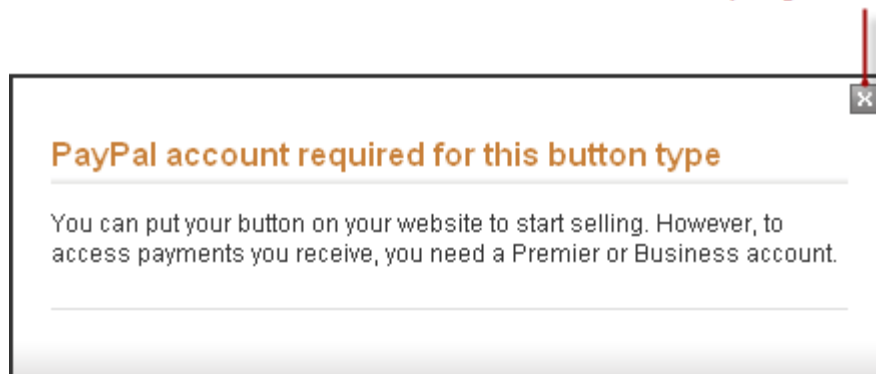 PayPal account required for this button type
You can put your button on your website to start selling. However, to
access payments you receive, you need a Premier or Business account.